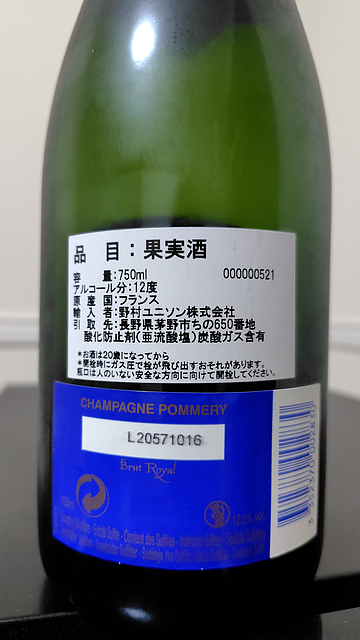 品 目：果実酒
容 量：750ml 000000521
アルコール分：12度
原 産 国：フランス
輸 入 者：野村ユニソン株式会社
引 取 先：長野県茅野市ちの650番地
酸化防止剤(亜流酸塩)炭酸ガス含有
*お酒は20歳になってから
*開栓時にガス圧で栓が飛び出すおそれがあります。
瓶口は人のいない安全な方向に向けて開栓してください。
CHAMPAGNE POMMERY
L20571016
Brut Royal
750ml
12.5% vol.
Contient des Sulfites